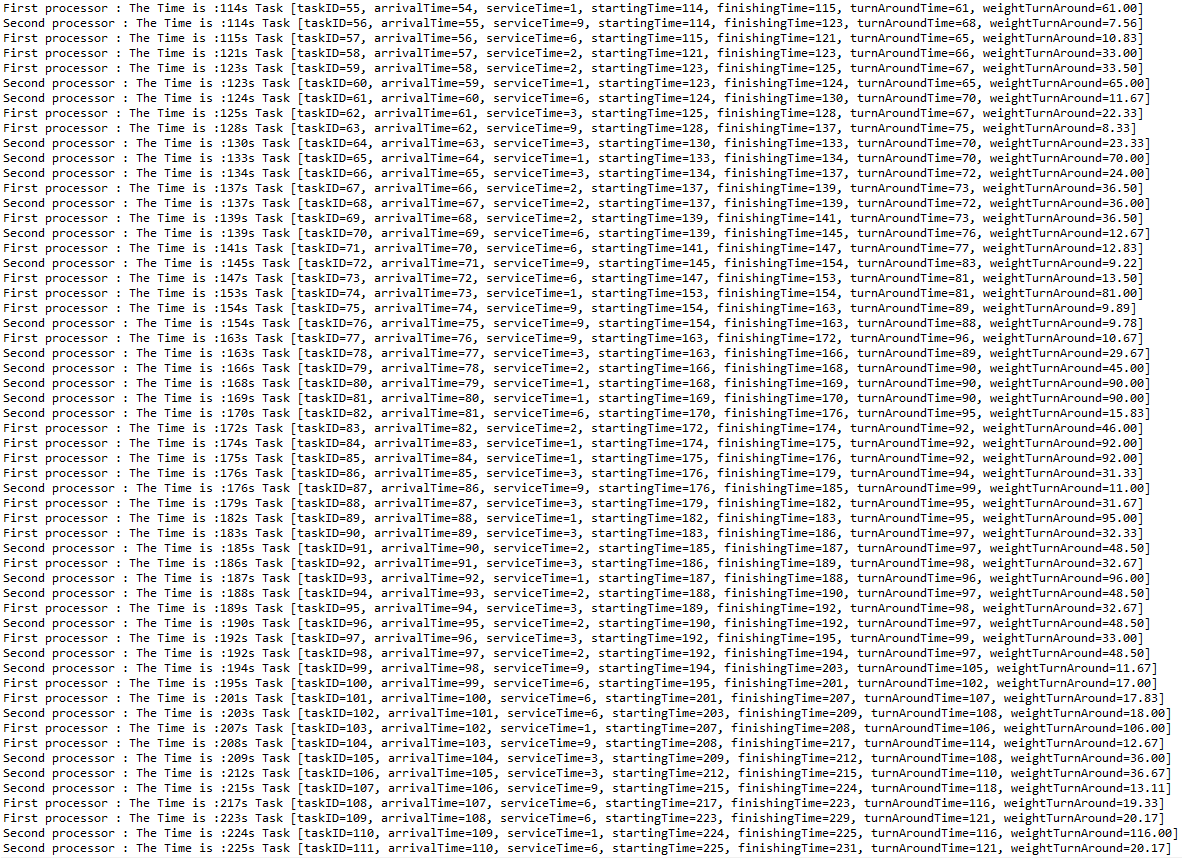 First processor : The Time is :114s Task [taskID=55, arrivalTime=54, serviceTime=1, startingTime=114, finishingTime=115, turnAroundTime=61, weightTurnAround=61.00]
Second processor : The Time is :114s Task [taskID=56, arrivalTime=55, serviceTime=9, startingTime=114, finishingTime=123, turnAroundTime=68, weightTurnAround=7.56]
First processor : The Time is :115s Task [taskID=57, arrivalTime=56, serviceTime=6, startingTime=115, finishingTime=121, turnAroundTime=65, weightTurnAround=10.83]
First processor : The Time is :121s Task [taskID=58, arrivalTime=57, serviceTime=2, startingTime=121, finishingTime=123, turnAroundTime=66, weightTurnAround=33.00]
First processor : The Time is :123s Task [taskID=59, arrivalTime=58, serviceTime=2, startingTime=123, finishingTime=125, turnAroundTime=67, weightTurnAround=33.50]
Second processor : The Time is :123s Task [taskID=60, arrivalTime=59, serviceTime=1, startingTime=123, finishingTime=124, turnAroundTime=65, weightTurnAround=65.00]
Second processor : The Time is :124s Task [taskID=61, arrivalTime=60, serviceTime=6, startingTime=124, finishingTime=130, turnAroundTime=70, weightTurnAround=11.67]
First processor : The Time is :125s Task [taskID=62, arrivalTime=61, serviceTime=3, startingTime=125, finishingTime=128, turnAroundTime=67, weightTurnAround=22.33]
First processor : The Time is :128s Task [taskID=63, arrivalTime=62, serviceTime=9, startingTime=128, finishingTime=137, turnAroundTime=75, weightTurnAround=8.33]
Second processor : The Time is :130s Task [taskID=64, arrivalTime=63, serviceTime=3, startingTime=130, finishingTime=133, turnAroundTime=70, weightTurnAround=23.33]
Second processor : The Time is :133s Task [taskID=65, arrivalTime=64, serviceTime=1, startingTime=133, finishingTime=134, turnAroundTime=70, weightTurnAround=70.00]
Second processor : The Time is :134s Task [taskID=66, arrivalTime=65, serviceTime=3, startingTime=134, finishingTime=137, turnAroundTime=72, weightTurnAround=24.00]
First processor : The Time is :137s Task [taskID=67, arrivalTime=66, serviceTime=2, startingTime=137, finishingTime=139, turnAroundTime=73, weightTurnAround=36.50]
Second processor : The Time is :137s Task [taskID=68, arrivalTime=67, serviceTime=2, startingTime=137, finishingTime=139, turnAroundTime=72, weightTurnAround=36.00]
First processor : The Time is :139s Task [taskID=69, arrivalTime=68, serviceTime=2, startingTime=139, finishingTime=141, turnAroundTime=73, weightTurnAround=36.50]
Second processor : The Time is :139s Task [taskID=70, arrivalTime=69, serviceTime=6, startingTime=139, finishingTime=145, turnAroundTime=76, weightTurnAround=12.67]
First processor : The Time is :141s Task [taskID=71, arrivalTime=70, serviceTime=6, startingTime=141, finishingTime=147, turnAroundTime=77, weightTurnAround=12.83]
Second processor : The Time is :145s Task [taskID=72, arrivalTime=71, serviceTime=9, startingTime=145, finishingTime=154, turnAroundTime=83, weightTurnAround=9.22]
First processor : The Time is :147s Task [taskID=73, arrivalTime=72, serviceTime=6, startingTime=147, finishingTime=153, turnAroundTime=81, weightTurnAround=13.50]
First processor : The Time is :153s Task [taskID=74, arrivalTime=73, serviceTime=1, startingTime=153, finishingTime=154, turnAroundTime=81, weightTurnAround=81.00]
First processor : The Time is :154s Task [taskID=75, arrivalTime=74, serviceTime=9, startingTime=154, finishingTime=163, turnAroundTime=89, weightTurnAround=9.89]
Second processor : The Time is :154s Task [taskID=76, arrivalTime=75, serviceTime=9, startingTime=154, finishingTime=163, turnAroundTime=88, weightTurnAround=9.78]
First processor : The Time is :163s Task [taskID=77, arrivalTime=76, serviceTime=9, startingTime=163, finishingTime=172, turnAroundTime=96, weightTurnAround=10.67]
Second processor : The Time is :163s Task [taskID=78, arrivalTime=77, serviceTime=3, startingTime=163, finishingTime=166, turnAroundTime=89, weightTurnAround=29.67]
Second processor : The Time is :166s Task [taskID=79, arrivalTime=78, serviceTime=2, startingTime=166, finishingTime=168, turnAroundTime=90, weightTurnAround=45.00]
Second processor : The Time is :168s Task [taskID=80, arrivalTime=79, serviceTime=1, startingTime=168, finishingTime=169, turnAroundTime=90, weightTurnAround=90.00]
Second processor : The Time is :169s Task [taskID=81, arrivalTime=80, serviceTime=1, startingTime=169, finishingTime=170, turnAroundTime=90, weightTurnAround=90.00]
Second processor : The Time is :170s Task [taskID=82, arrivalTime=81, serviceTime=6, startingTime=170, finishingTime=176, turnAroundTime=95, weightTurnAround=15.83]
First processor : The Time is :172s Task [taskID=83, arrivalTime=82, serviceTime=2, startingTime=172, finishingTime=174, turnAroundTime=92, weightTurnAround=46.00]
First processor : The Time is :174s Task [taskID=84, arrivalTime=83, serviceTime=1, startingTime=174, finishingTime=175, turnAroundTime=92, weightTurnAround=92.00]
First processor : The Time is :175s Task [taskID=85, arrivalTime=84, serviceTime=1, startingTime=175, finishingTime=176, turnAroundTime=92, weightTurnAround=92.00]
First processor : The Time is :176s Task [taskID=86, arrivalTime=85, serviceTime=3, startingTime=176, finishingTime=179, turnAroundTime=94, weightTurnAround=31.33]
Second processor : The Time is :176s Task [taskID=87, arrivalTime=86, serviceTime=9, startingTime=176, finishingTime=185, turnAroundTime=99, weightTurnAround=11.00]
First processor : The Time is :179s Task [taskID=88, arrivalTime=87, serviceTime=3, startingTime=179, finishingTime=182, turnAroundTime=95, weightTurnAround=31.67]
First processor : The Time is :182s Task [taskID=89, arrivalTime=88, serviceTime=1, startingTime=182, finishingTime=183, turnAroundTime=95, weightTurnAround=95.00]
First processor : The Time is :183s Task [taskID=90, arrivalTime=89, serviceTime=3, startingTime=183, finishingTime=186, turnAroundTime=97, weightTurnAround=32.33]
Second processor : The Time is :185s Task [taskID=91, arrivalTime=90, serviceTime=2, startingTime=185, finishingTime=187, turnAroundTime=97, weightTurnAround=48.50]
First processor : The Time is :186s Task [taskID=92, arrivalTime=91, serviceTime=3, startingTime=186, finishingTime=189, turnAroundTime=98, weightTurnAround=32.67]
Second processor : The Time is :187s Task [taskID=93, arrivalTime=92, serviceTime=1, startingTime=187, finishingTime=188, turnAroundTime=96, weightTurnAround=96.00]
Second processor : The Time is :188s Task [taskID=94, arrivalTime=93, serviceTime=2, startingTime=188, finishingTime=190, turnAroundTime=97, weightTurnAround=48.50]
First processor : The Time is :189s Task [taskID=95, arrivalTime=94, serviceTime=3, startingTime=189, finishingTime=192, turnAroundTime=98, weightTurnAround=32.67]
Second processor : The Time is :190s Task [taskID=96, arrivalTime=95, serviceTime=2, startingTime=190, finishingTime=192, turnAroundTime=97, weightTurnAround=48.50]
First processor : The Time is :192s Task [taskID=97, arrivalTime=96, serviceTime=3, startingTime=192, finishingTime=195, turnAroundTime=99, weightTurnAround=33.00]
Second processor : The Time is :192s Task [taskID=98, arrivalTime=97, serviceTime=2, startingTime=192, finishingTime=194, turnAroundTime=97, weightTurnAround=48.50]
Second processor : The Time is :194s Task [taskID=99, arrivalTime=98, serviceTime=9, startingTime=194, finishingTime=203, turnAroundTime=105, weightTurnAround=11.67]
First processor : The Time is :195s Task [taskID=100, arrivalTime=99, serviceTime=6, startingTime=195, finishingTime=201, turnAroundTime=102, weightTurnAround=17.00]
First processor : The Time is :201s Task [taskID=101, arrivalTime=100, serviceTime=6, startingTime=201, finishingTime=207, turnAroundTime=107, weightTurnAround=17.83]
Second processor : The Time is :203s Task [taskID=102, arrivalTime=101, serviceTime=6, startingTime=203, finishingTime=209, turnAroundTime=108, weightTurnAround=18.00]
First processor : The Time is :207s Task [taskID=103, arrivalTime=102, serviceTime=1, startingTime=207, finishingTime=208, turnAroundTime=106, weightTurnAround=106.00]
First processor : The Time is :208s Task [taskID=104, arrivalTime=103, serviceTime=9, startingTime=208, finishingTime=217, turnAroundTime=114, weightTurnAround=12.67]
Second processor : The Time is :209s Task [taskID=105, arrivalTime=104, serviceTime=3, startingTime=209, finishingTime=212, turnAroundTime=108, weightTurnAround=36.00]
Second processor : The Time is :212s Task [taskID=106, arrivalTime=105, serviceTime=3, startingTime=212, finishingTime=215, turnAroundTime=110, weightTurnAround=36.67]
Second processor : The Time is :215s Task [taskID=107, arrivalTime=106, serviceTime=9, startingTime=215, finishingTime=224, turnAroundTime=118, weightTurnAround=13.11]
First processor : The Time is :217s Task [taskID=108, arrivalTime=107, serviceTime=6, startingTime=217, finishingTime=223, turnAroundTime=116, weightTurnAround=19.33]
First processor : The Time is :223s Task [taskID=109, arrivalTime=108, serviceTime=6, startingTime=223, finishingTime=229, turnAroundTime=121, weightTurnAround=20.17]
Second processor : The Time is :224s Task [taskID=110, arrivalTime=109, serviceTime=1, startingTime=224, finishingTime=225, turnAroundTime=116, weightTurnAround=116.00]
Second processor : The Time is :225s Task [taskID=111, arrivalTime=110, serviceTime=6, startingTime=225, finishingTime=231, turnAroundTime=121, weightTurnAround=20.17]